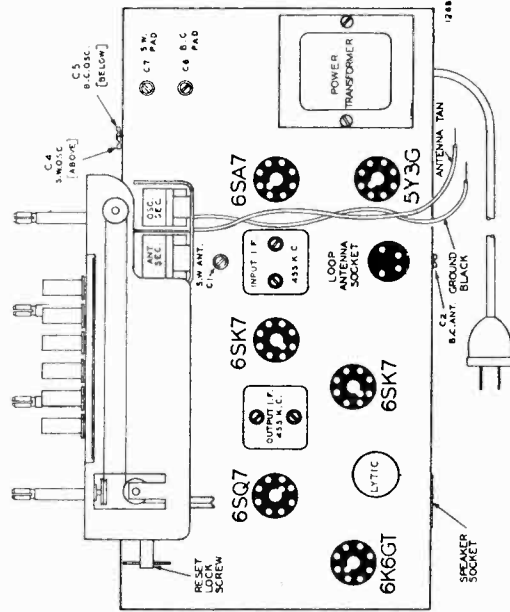 C5
B.C.OSC.
[BELOW]
C4
S.W.OSC.
[ABOVE]
C7 S.W.
PAD
B.C
PAD
POWER
TRANSFORMER
OSC.
SEC.
ANT
SEC.
S.W. ANT.
C1
6SA7
5Y3G
ANTENNA TAN
INPUT I.F.
455 K.C.
LOOP
ANTENNA
SOCKET
GROUND
BLACK
C2
B.C.ANT.
6SK7
6SK7
OUTPUT I.F.
455 K.C.
6SQ7
LYTIC
6K6GT
RESET
LOCK
SCREW
SPEAKER
SOCKET